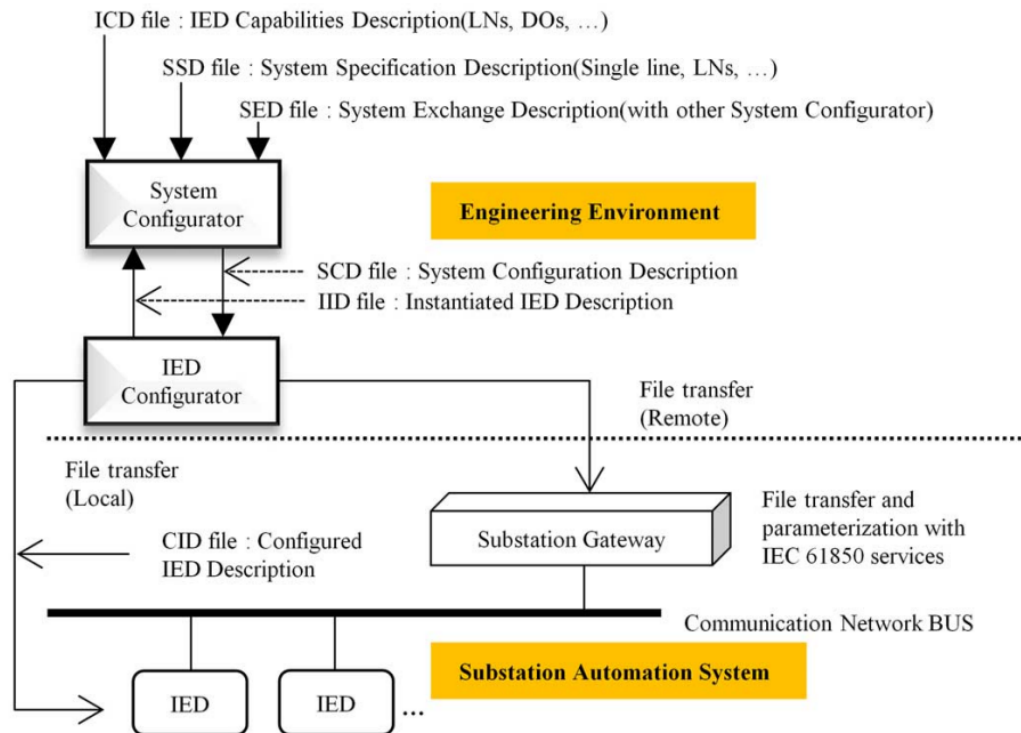 ICD file : IED Capabilities Description(LNs, DOs, …)
SSD file : System Specification Description(Single line, LNs, …)
SED file : System Exchange Description(with other System Configurator)
System
Configurator
Engineering Environment
SCD file : System Configuration Description
IID file : Instantiated IED Description
IED
Configurator
File transfer
(Remote)
File transfer
(Local)
CID file : Configured
IED Description
Substation Gateway
File transfer and
parameterization with
IEC 61850 services
Communication Network BUS
Substation Automation System
IED
IED
...